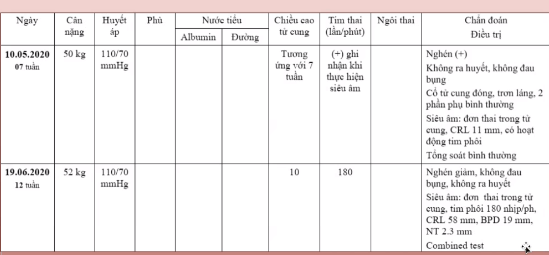 Ngày
Cân nặng
Huyết áp
Phù
Nước tiểu
Albumin
Đường
Chiều cao tử cung
Tim thai (lần/phút)
Ngôi thai
Chẩn đoán
Điều trị
10.05.2020
07 tuần
50 kg
110/70
mmHg
Tương
ứng với 7
tuần
(+) ghi
nhận khi
thực hiện
siêu âm
Nghén (+)
Không ra huyết, không đau
bụng
Cổ tử cung đóng, trơn láng, 2
phần phụ bình thường
Siêu âm: đơn thai trong tử
cung, CRL 11 mm, có hoạt
động tim phôi
Tổng soát bình thường
19.06.2020
12 tuần
52 kg
110/70
mmHg
10
180
Nghén giảm, không đau
bụng, không ra huyết
Siêu âm: đơn thai trong tử
cung, tim phôi 180 nhịp/ph,
CRL 58 mm, BPD 19 mm,
NT 2.3 mm
Combined test